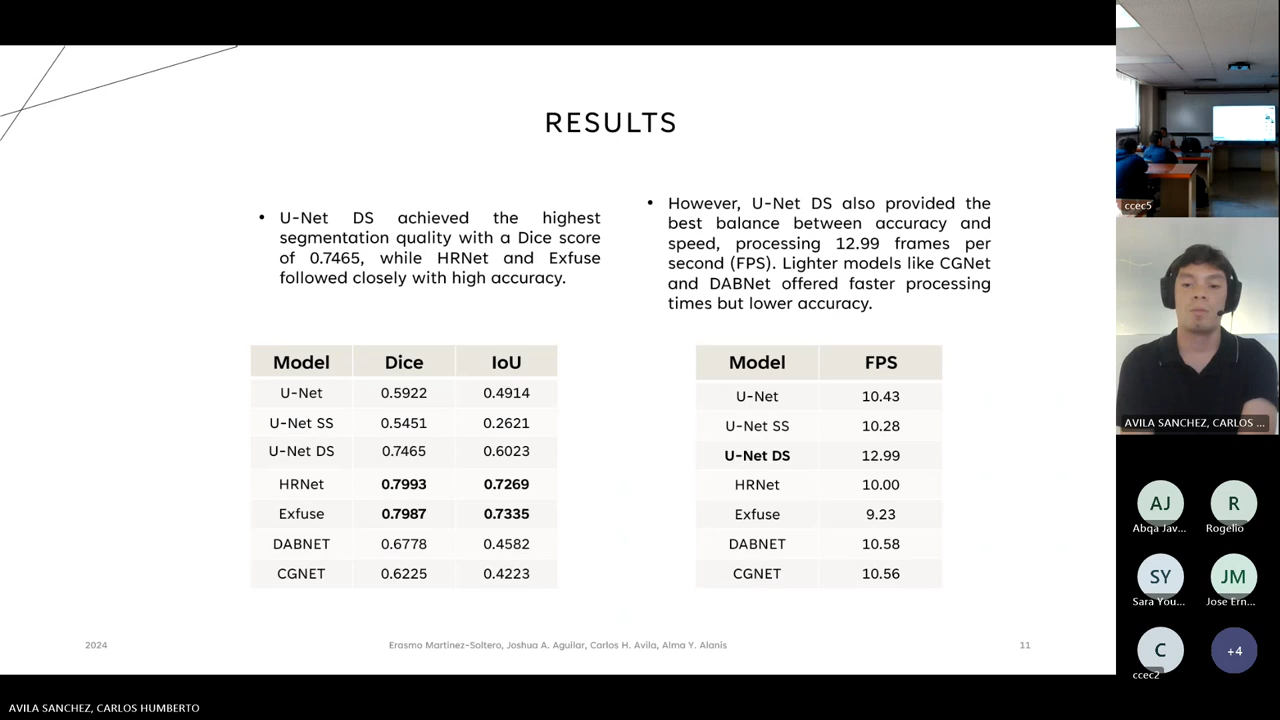 RESULTS
• U-Net DS achieved the highest
segmentation quality with a Dice score
of 0.7465, while HRNet and Exfuse
followed closely with high accuracy.
• However, U-Net DS also provided the
best balance between accuracy and
speed, processing 12.99 frames per
second (FPS). Lighter models like CGNet
and DABNet offered faster processing
times but lower accuracy.
Model Dice IoU
U-Net 0.5922 0.4914
U-Net SS 0.5451 0.2621
U-Net DS 0.7465 0.6023
HRNet 0.7993 0.7269
Exfuse 0.7987 0.7335
DABNET 0.6778 0.4582
CGNET 0.6225 0.4223
Model FPS
U-Net 10.43
U-Net SS 10.28
U-Net DS 12.99
HRNet 10.00
Exfuse 9.23
DABNET 10.58
CGNET 10.56
2024
Erasmo Martinez-Soltero, Joshua A. Aguilar, Carlos H. Avila, Alma Y. Alanis
11
ccec5
AVILA SANCHEZ, CARLOS ...
AJ R
Abqa Jav... Rogelio
SY JM
Sara You... Jose Ern...
C +4
ccec2
AVILA SANCHEZ, CARLOS HUMBERTO